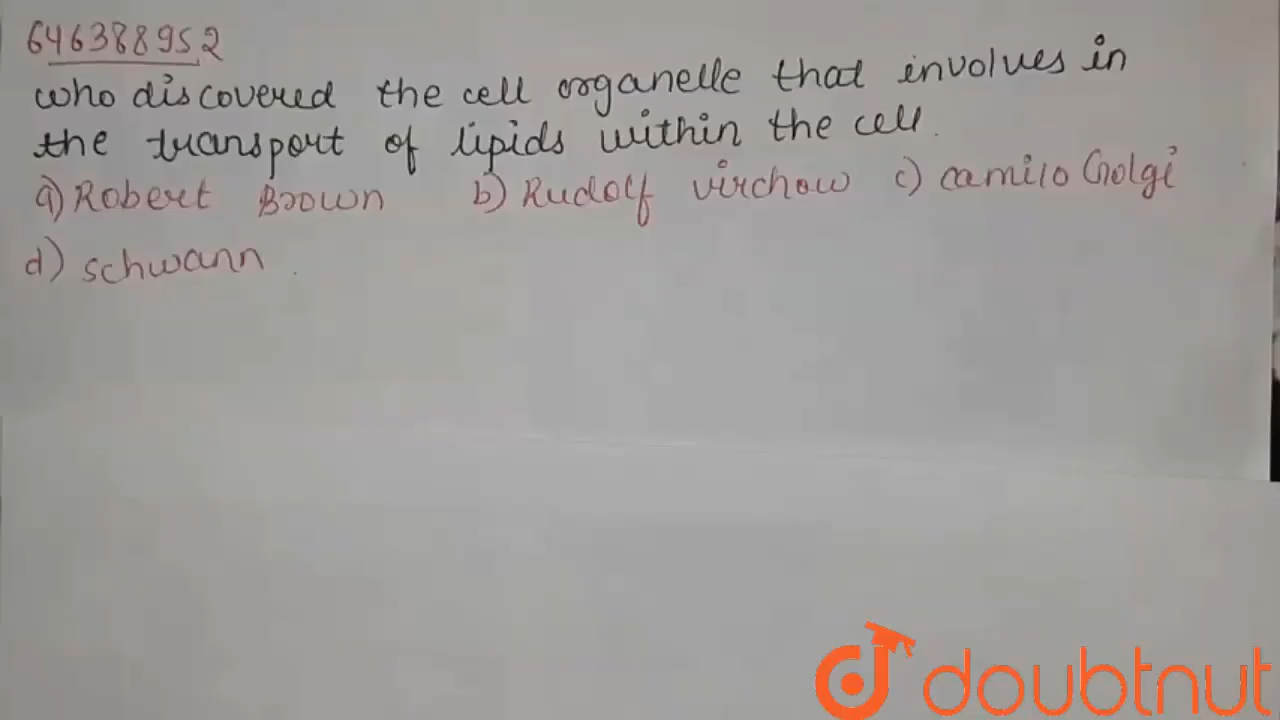 646388952
who discovered the cell organelle that involves in
the transport of lipids within the cell.
a) Robert Brown b) Rudolf virchow c) camilo Golgi
d) schwann.
doubtnut